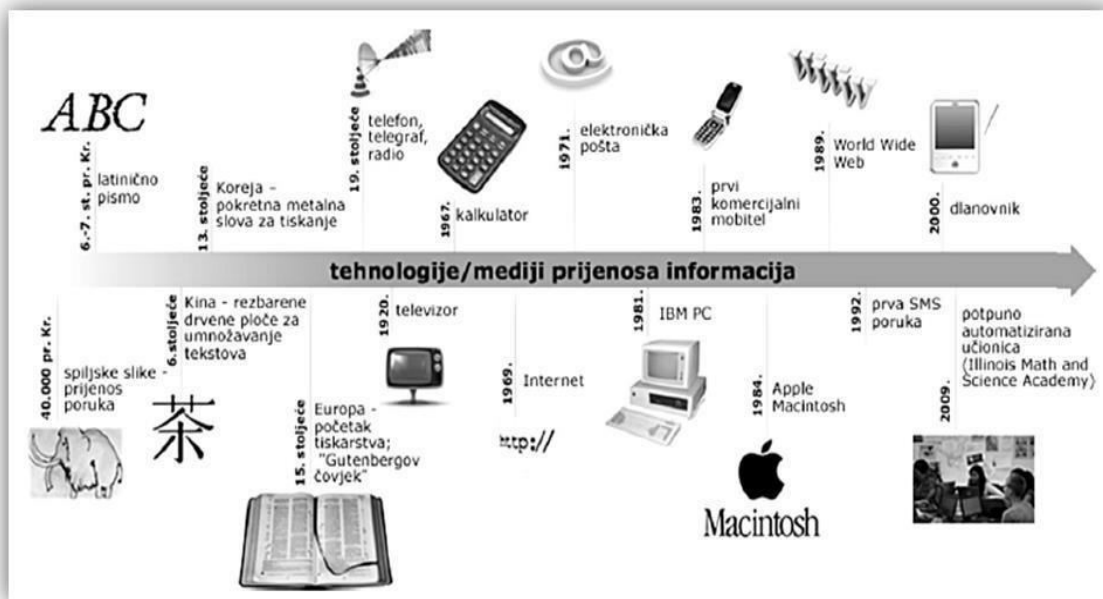 ABC
6.-7. st. pr. Kr.
latinično
pismo
13. stoljeće
Koreja -
pokretna metalna
slova za tiskanje
19. stoljeće
telefon,
telegraf,
radio
1967.
kalkulator
1971.
elektronička
pošta
1983.
prvi
komercijalni
mobitel
WWWWWW
1989.
World Wide
Web
2000.
dlanovnik
tehnologije/mediji prijenosa informacija
40.000 pr. Kr.
spiljske slike -
prijenos
poruka
6.stoljeće
Kina - rezbarene
drvene ploče za
umnožavanje
tekstova
茶
15. stoljeće
Europa -
početak
tiskarstva;
"Gutenbergov
čovjek"
1920.
televizor
1969.
Internet
http://
1981.
IBM PC
1984.
Apple
Macintosh
Macintosh
1992.
prva SMS
poruka
2009.
potpuno
automatizirana
učionica
(Illinois Math and
Science Academy)